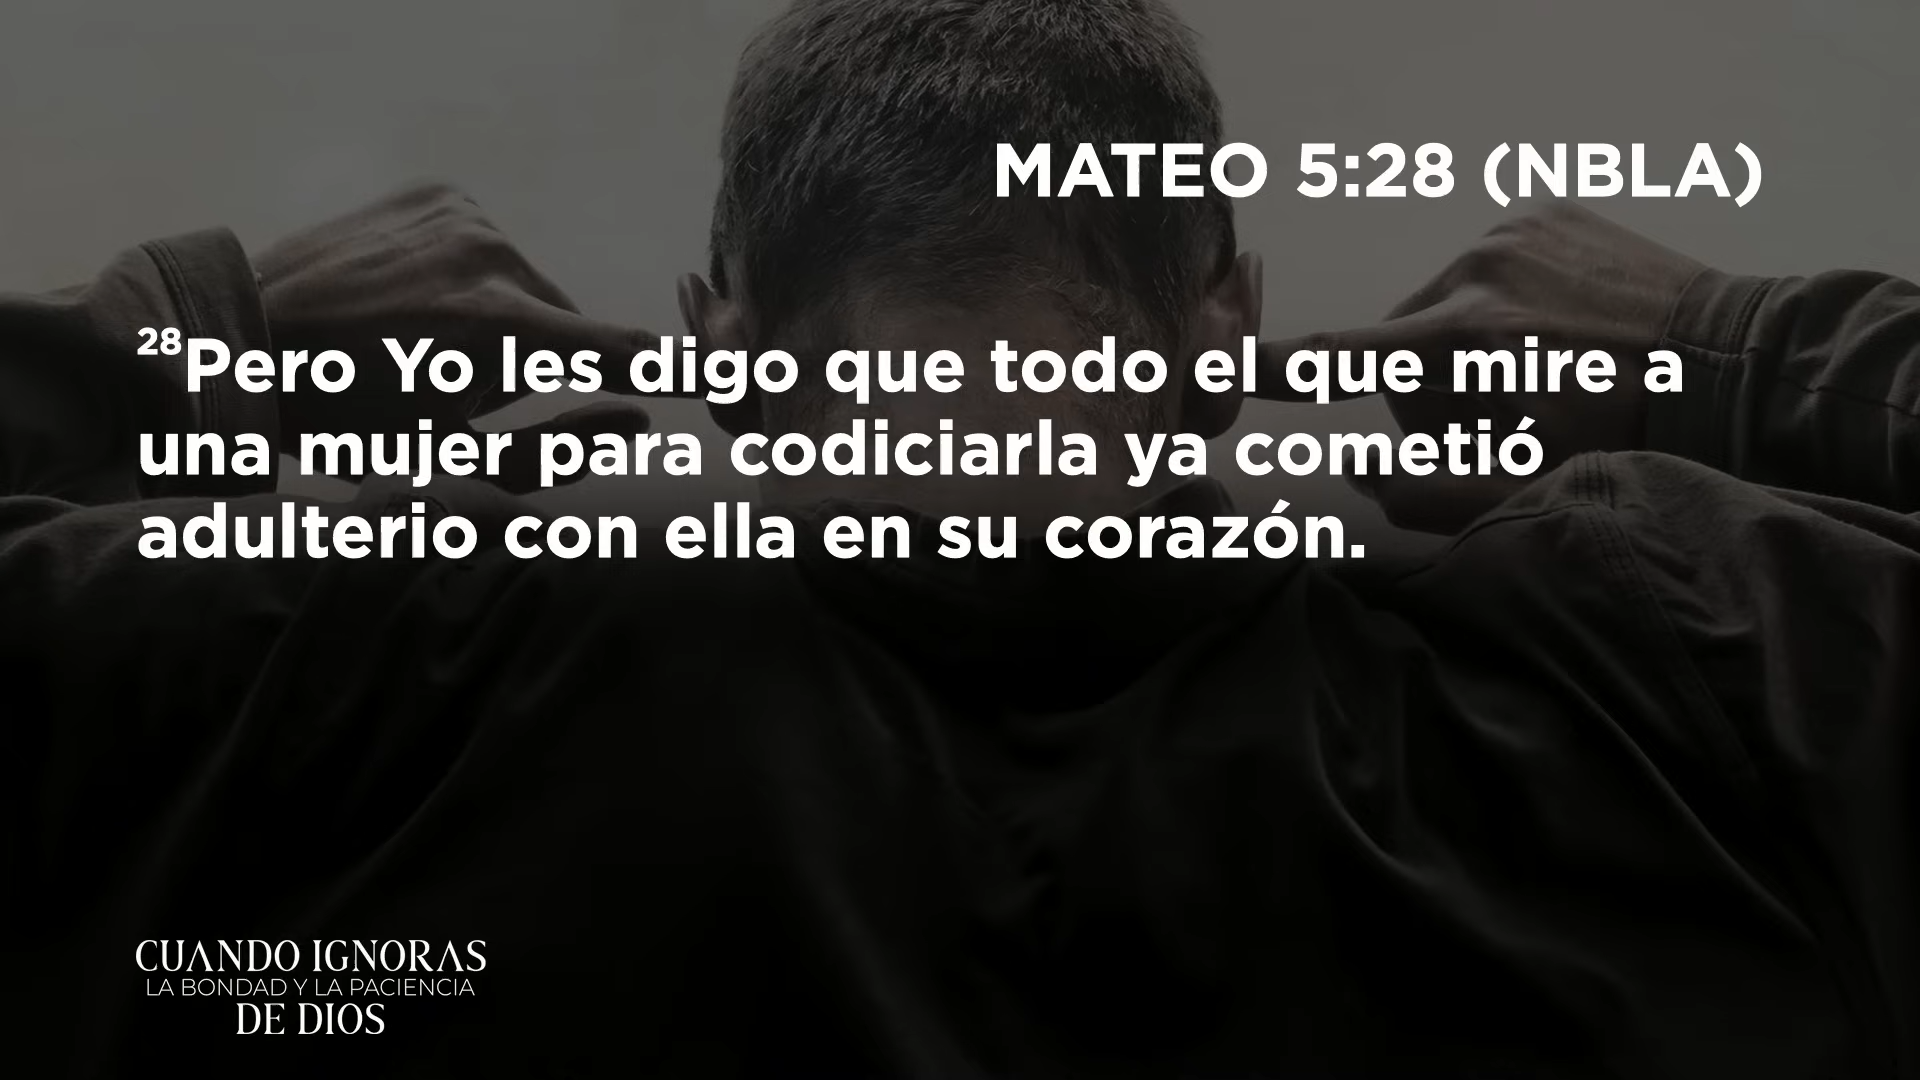 MATEO 5:28 (NBLA)
28Pero Yo les digo que todo el que mire a
una mujer para codiciarla ya cometió
adulterio con ella en su corazón.
CUANDO IGNORAS
LA BONDAD Y LA PACIENCIA
DE DIOS